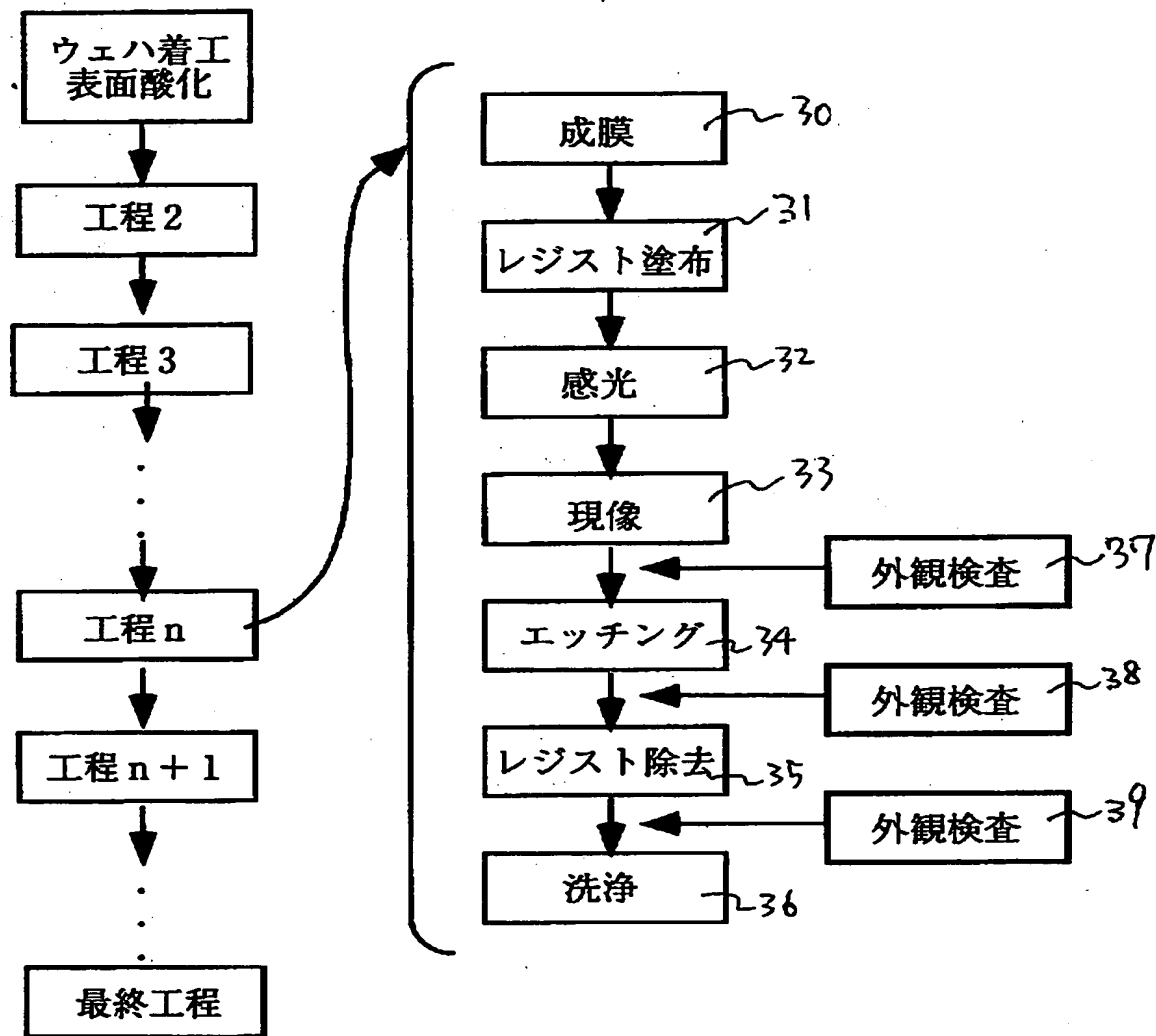 ウェハ着工
表面酸化
工程2
工程3
工程n
工程n+1
最終工程
成膜
30
レジスト塗布
31
感光
32
現像
33
外観検査
37
エッチング
34
外観検査
38
レジスト除去
35
外観検査
39
洗浄
36